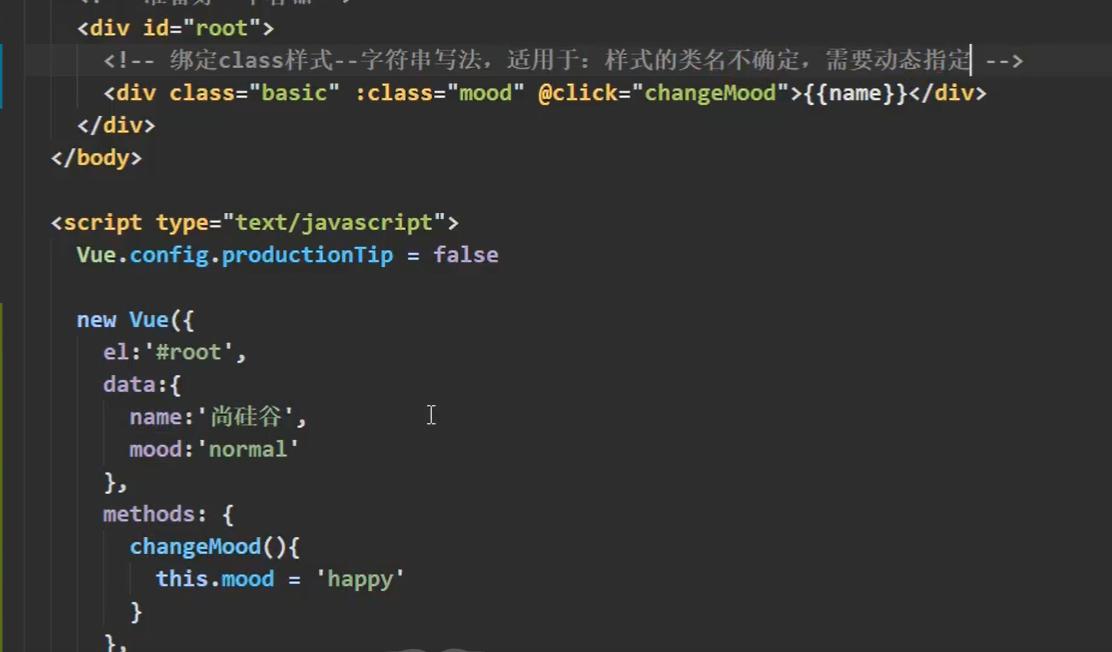 <div id="root">
<!-- 绑定class样式--字符串写法，适用于：样式的类名不确定，需要动态指定 -->
<div class="basic" :class="mood" @click="changeMood">{{name}}</div>
</div>
</body>
<script type="text/javascript">
Vue.config.productionTip = false
new Vue({
el:'#root',
data:{
name:'尚硅谷',
mood:'normal'
},
methods: {
changeMood(){
this.mood = 'happy'
}
},